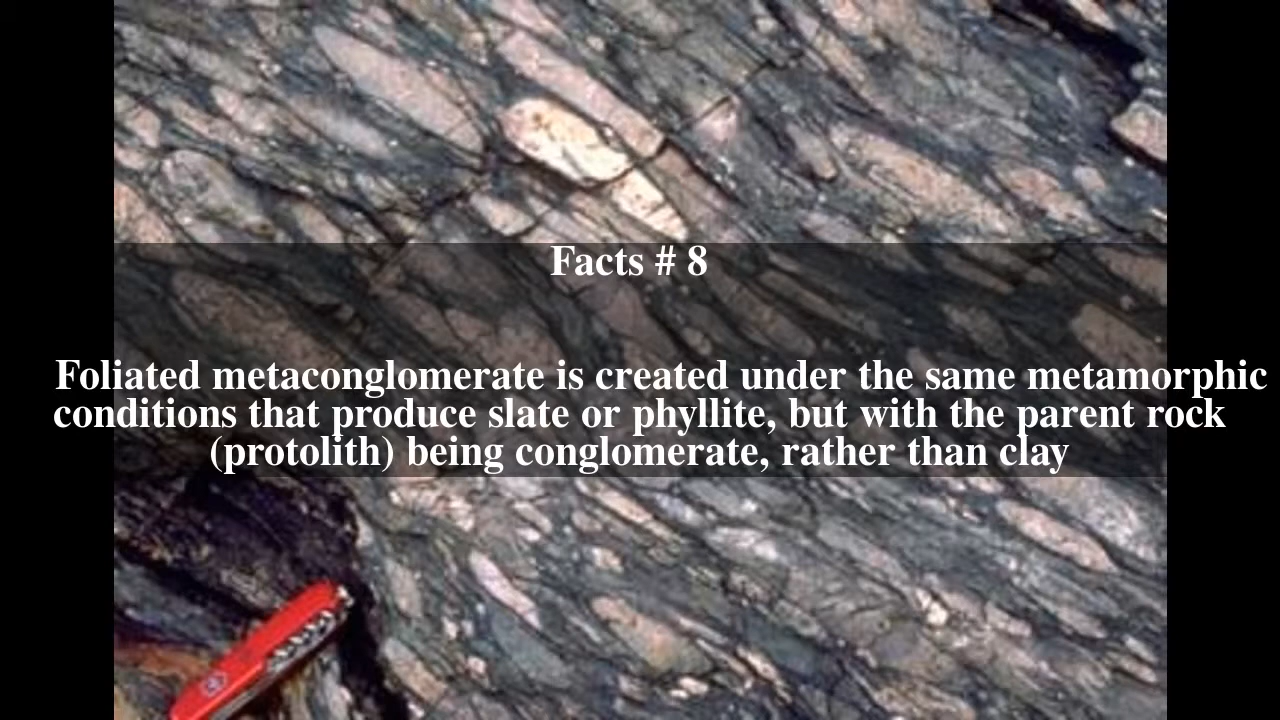 Facts # 8
Foliated metaconglomerate is created under the same metamorphic
conditions that produce slate or phyllite, but with the parent rock
(protolith) being conglomerate, rather than clay